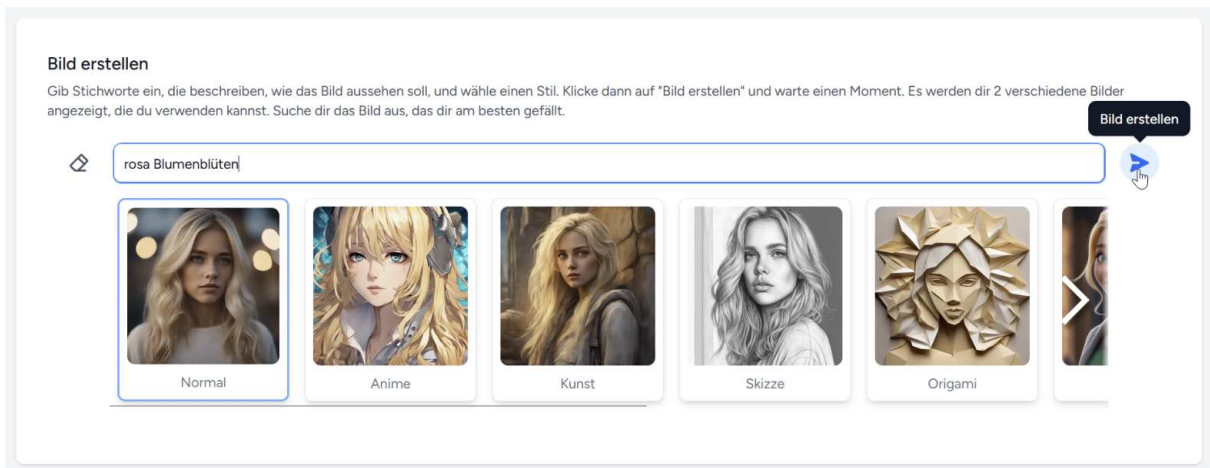 Bild erstellen
Gib Stichworte ein, die beschreiben, wie das Bild aussehen soll, und wähle einen Stil. Klicke dann auf "Bild erstellen" und warte einen Moment. Es werden dir 2 verschiedene Bilder
angezeigt, die du verwenden kannst. Suche dir das Bild aus, das dir am besten gefällt.
Bild erstellen
rosa Blumenblüten
Normal
Anime
Kunst
Skizze
Origami